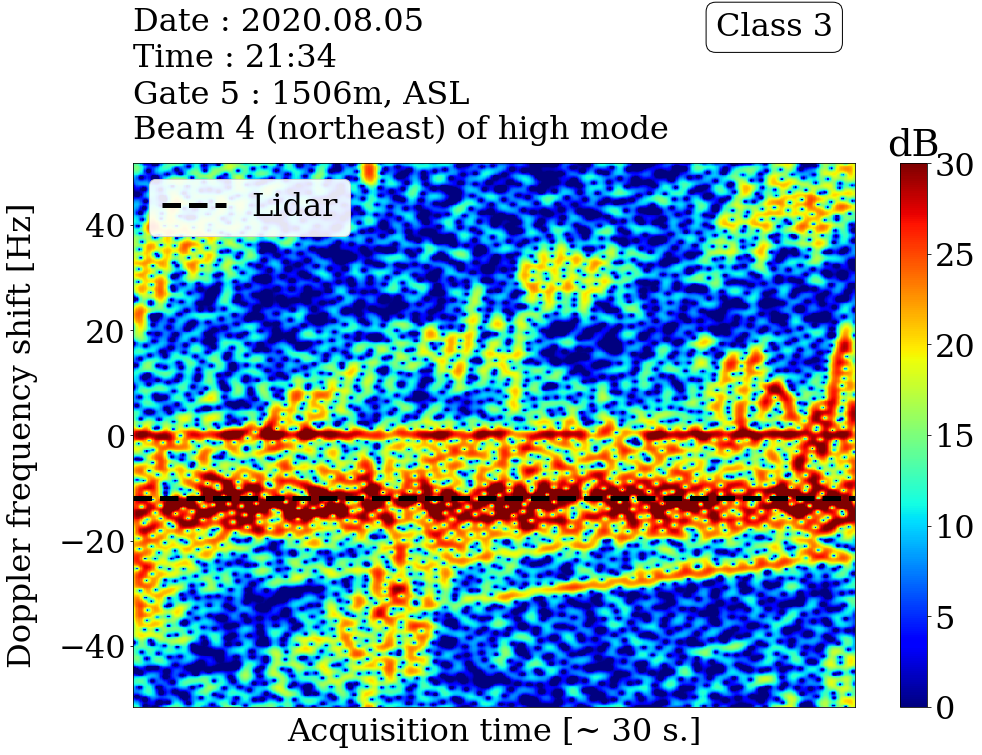 Date : 2020.08.05
Time : 21:34
Gate 5 : 1506m, ASL
Beam 4 (northeast) of high mode
Class 3
dB
Lidar
Doppler frequency shift [Hz]
40
20
0
−20
−40
Acquisition time [~ 30 s.]
30
25
20
15
10
5
0